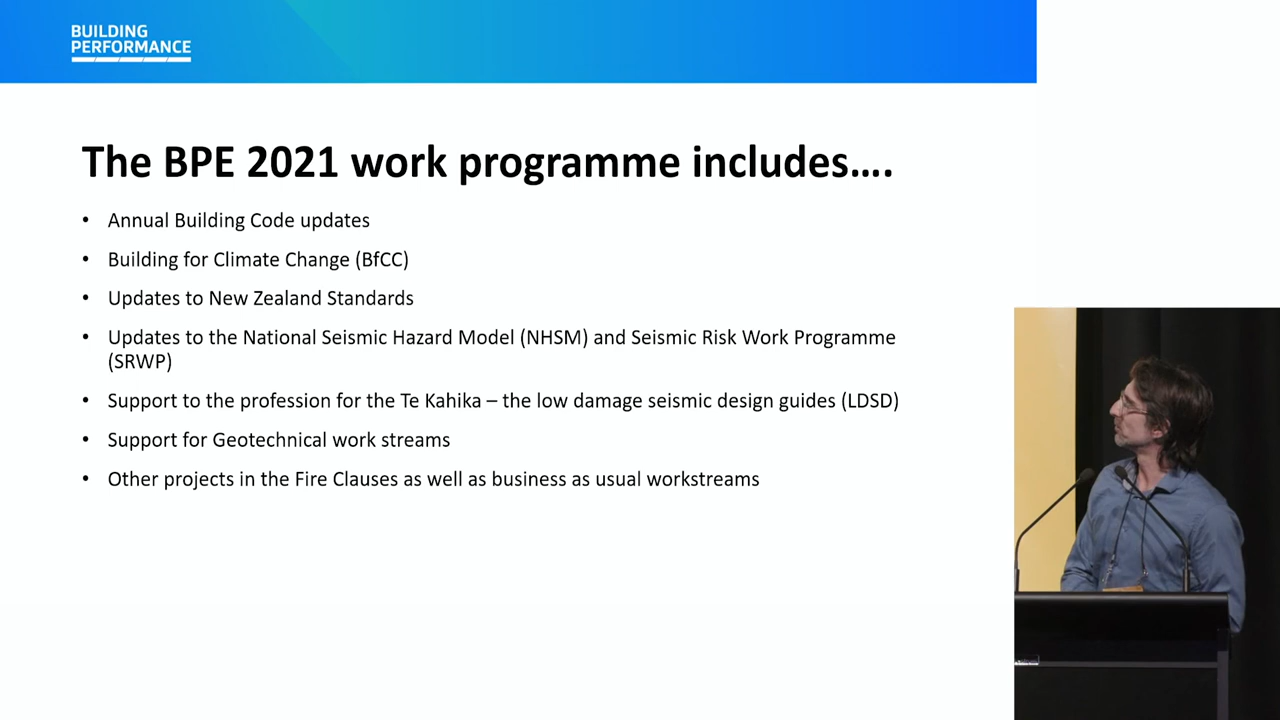 BUILDING
PERFORMANCE
The BPE 2021 work programme includes….
• Annual Building Code updates
• Building for Climate Change (BfCC)
• Updates to New Zealand Standards
• Updates to the National Seismic Hazard Model (NHSM) and Seismic Risk Work Programme
(SRWP)
• Support to the profession for the Te Kahika – the low damage seismic design guides (LDSD)
• Support for Geotechnical work streams
• Other projects in the Fire Clauses as well as business as usual workstreams